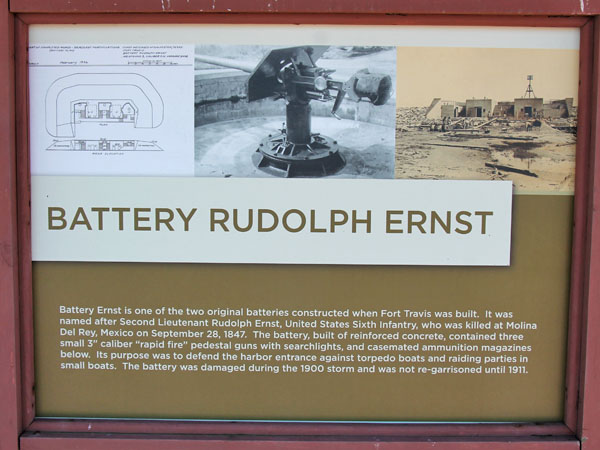 BATTERY RUDOLPH ERNST
Battery Ernst is one of the two original batteries constructed when Fort Travis was built. It was
named after Second Lieutenant Rudolph Ernst, United States Sixth Infantry, who was killed at Molina
Del Rey, Mexico on September 28, 1847. The battery, built of reinforced concrete, contained three
small 3" caliber "rapid fire" pedestal guns with searchlights, and casemated ammunition magazines
below. Its purpose was to defend the harbor entrance against torpedo boats and raiding parties in
small boats. The battery was damaged during the 1900 storm and was not re-garrisoned until 1911.